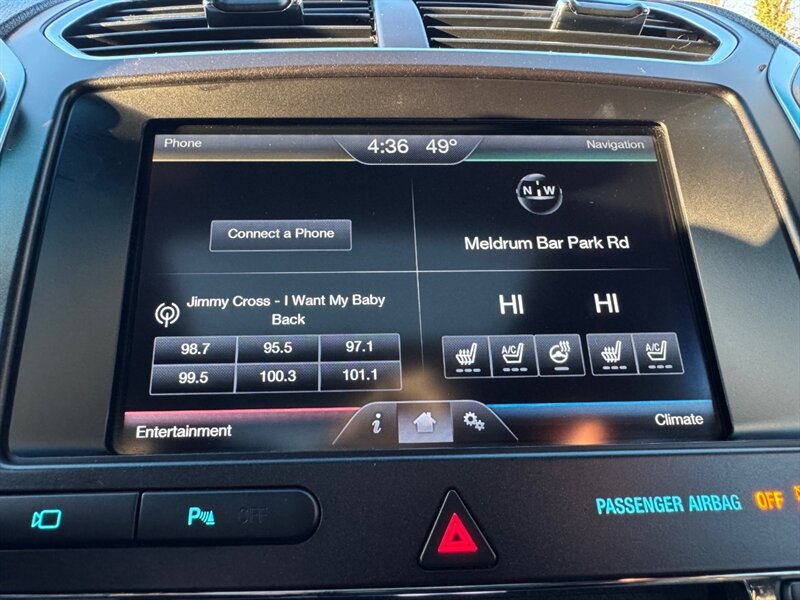 Phone
4:36 49°
Navigation
N W
Connect a Phone
Meldrum Bar Park Rd
Jimmy Cross - I Want My Baby
Back
HI HI
98.7 95.5 97.1
99.5 100.3 101.1
A/C A/C
Entertainment
i
Climate
P OFF
PASSENGER AIRBAG OFF